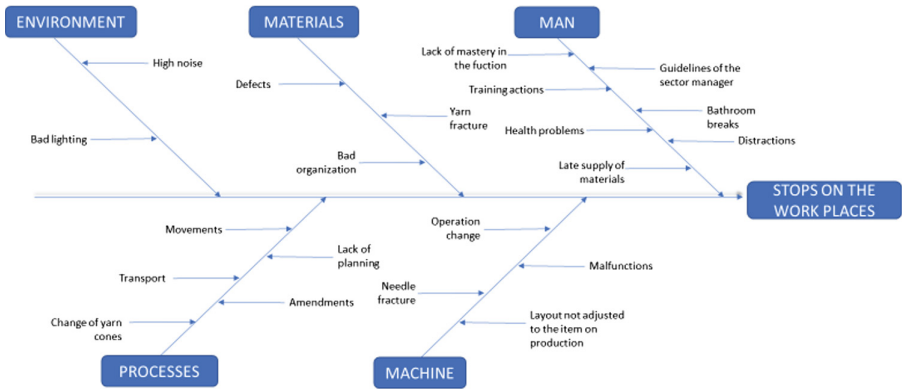 ENVIRONMENT
MATERIALS
MAN
High noise
Bad lighting
Defects
Yarn
fracture
Bad
organization
Lack of mastery in
the fuction
Guidelines of the
sector manager
Training actions
Bathroom
breaks
Health problems
Distractions
Late supply of
materials
STOPS ON THE
WORK PLACES
Movements
Lack of
planning
Transport
Amendments
Change of yarn
cones
Operation
change
Malfunctions
Needle
fracture
Layout not adjusted
to the item on
production
PROCESSES
MACHINE